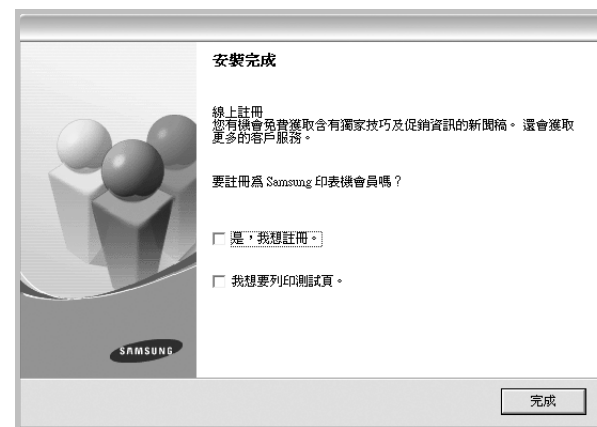 安裝完成
線上註冊
您有機會免費獲取含有獨家技巧及促銷資訊的新聞稿。還會獲取
更多的客戶服務。
要註冊爲 Samsung 印表機會員嗎？
是，我想註冊。
我想要列印測試頁。
SAMSUNG
完成